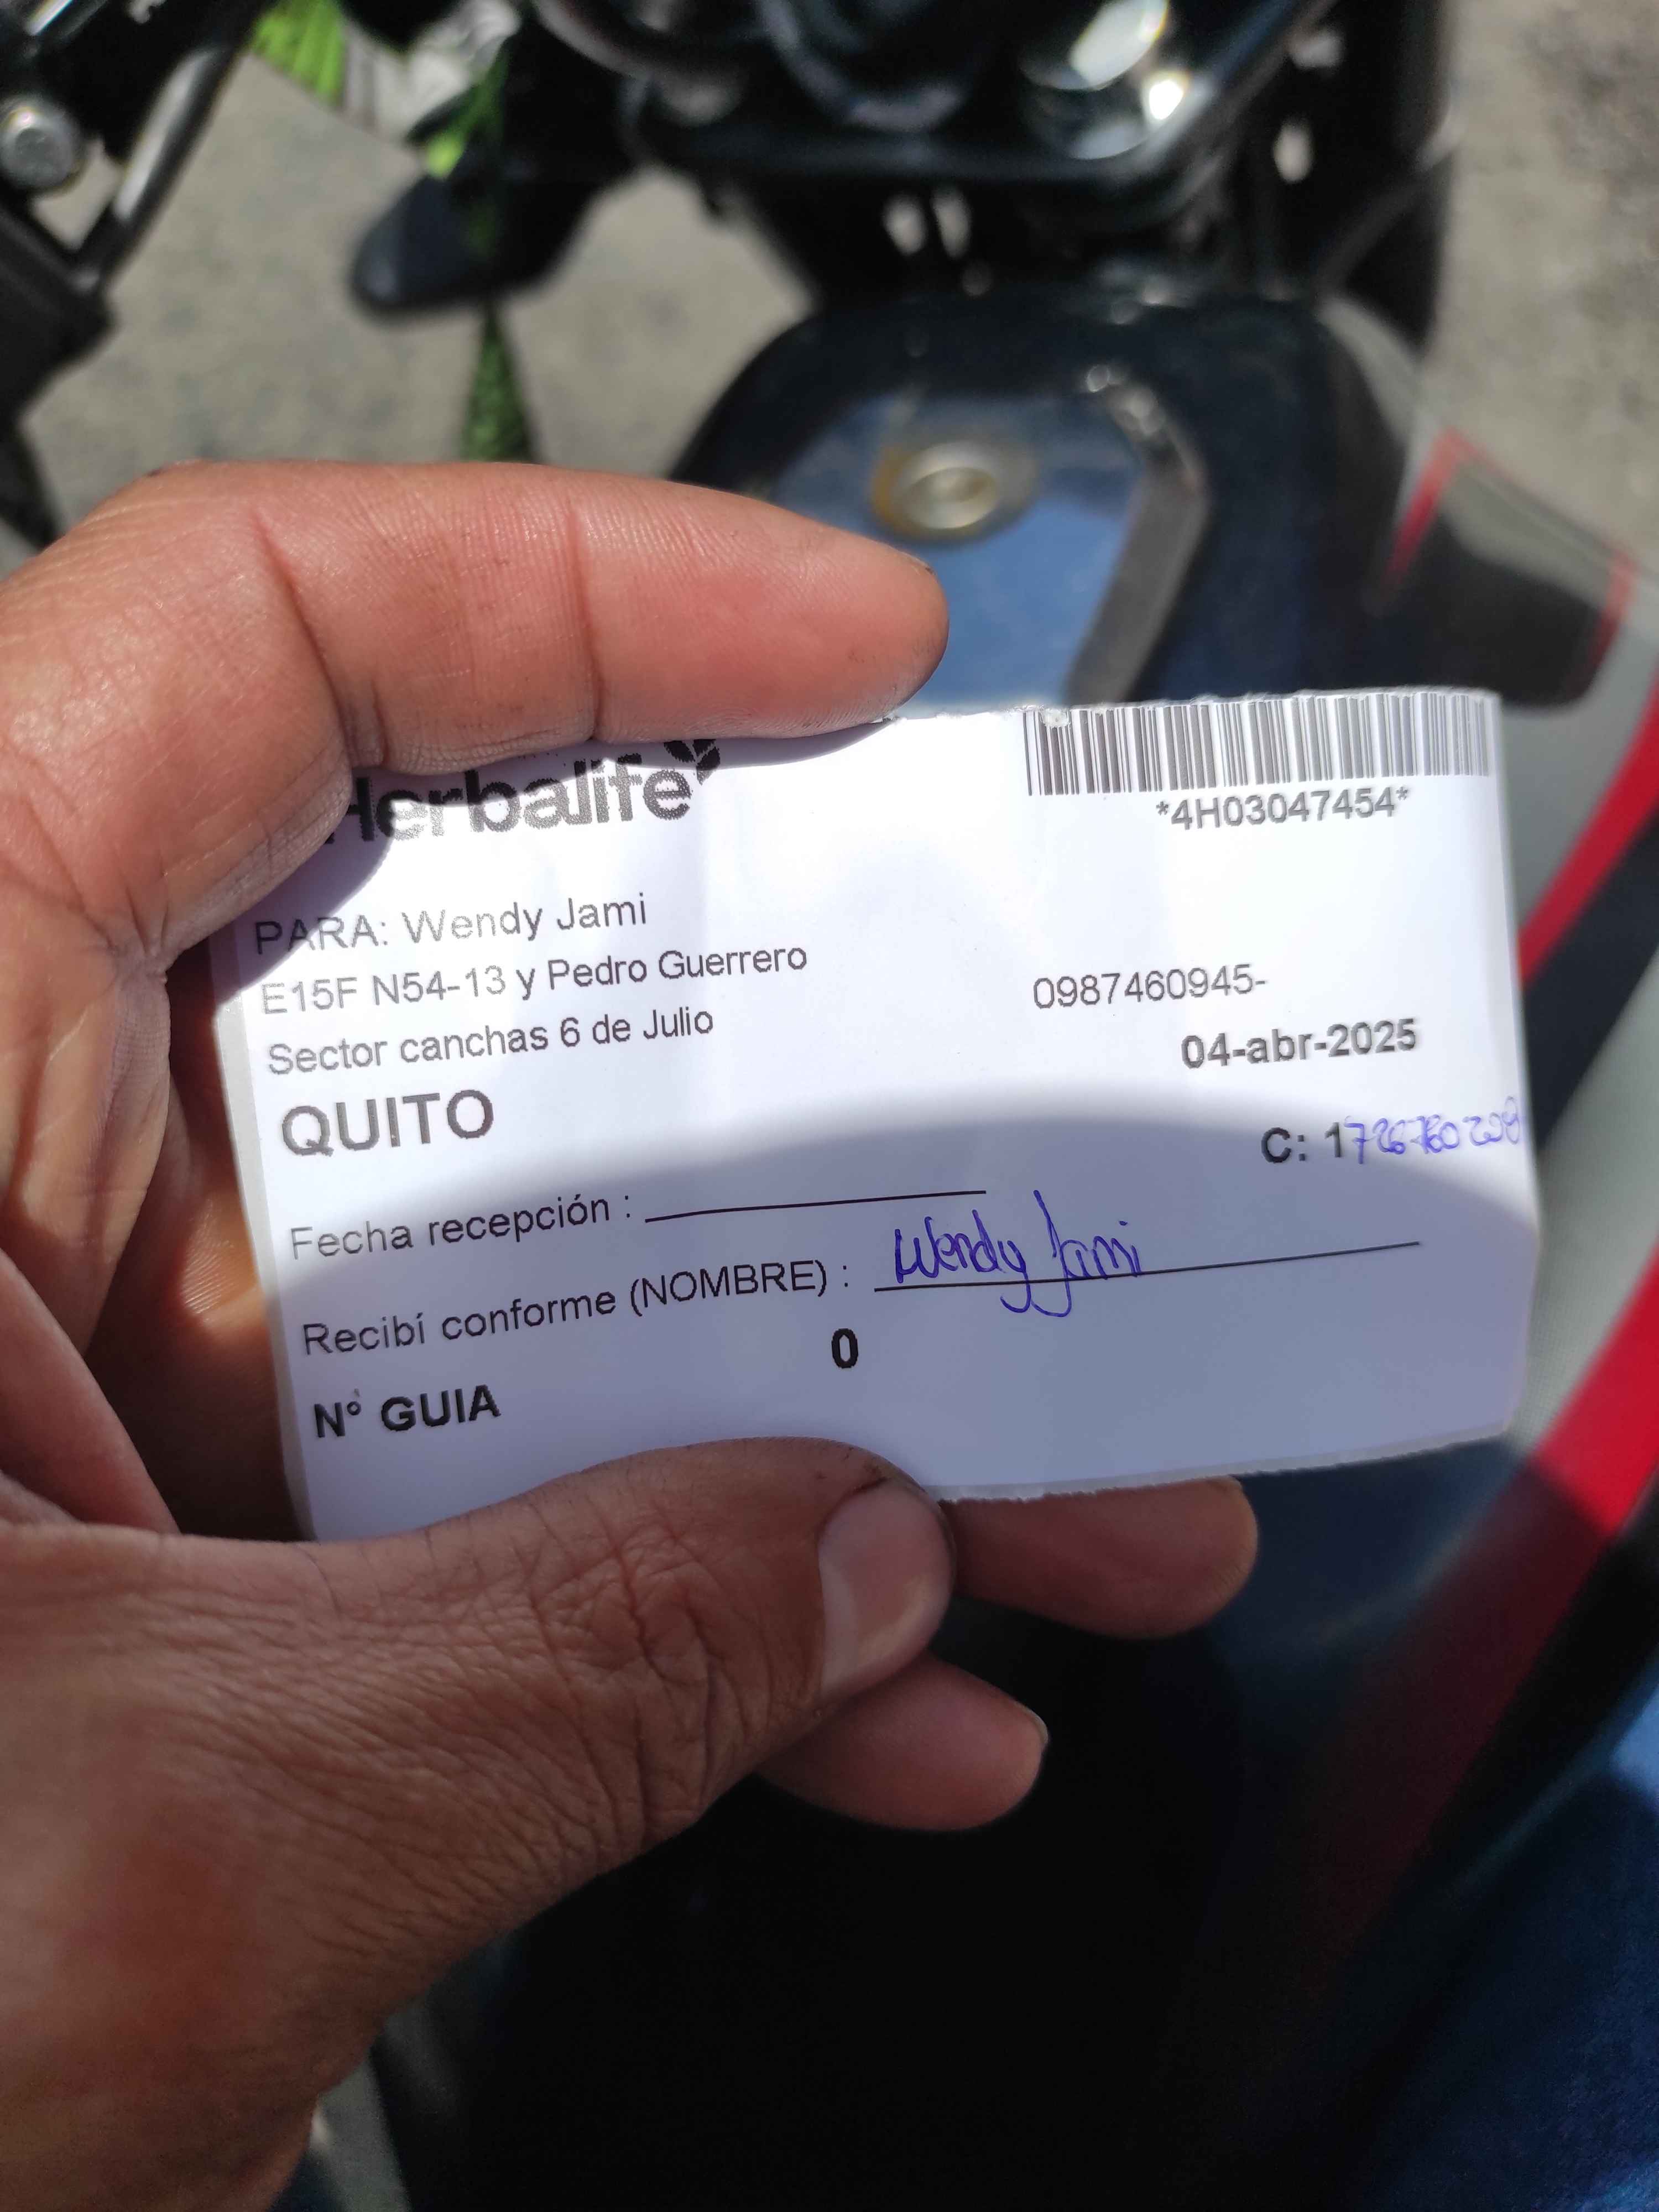 Herbalife
*4H03047454*
PARA: Wendy Jami
E15F N54-13 y Pedro Guerrero
0987460945-
Sector canchas 6 de Julio
04-abr-2025
QUITO
C:
Fecha recepción :
Recibí conforme (NOMBRE) : Wendy Jami
0
N° GUIA